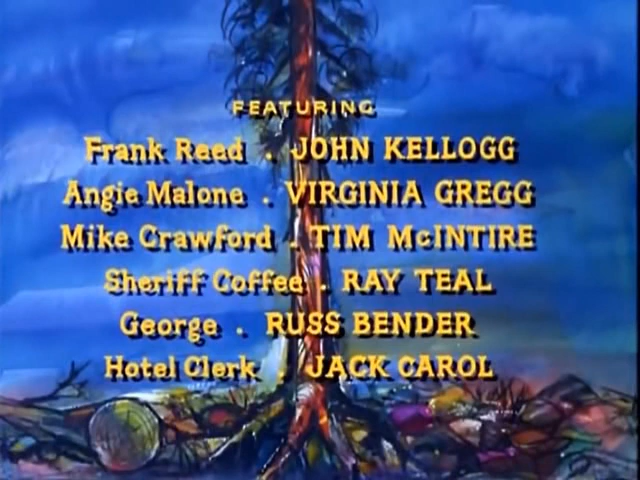 FEATURING
Frank Reed . JOHN KELLOGG
Angie Malone . VIRGINIA GREGG
Mike Crawford . TIM McINTIRE
Sheriff Coffee . RAY TEAL
George . RUSS BENDER
Hotel Clerk . JACK CAROL